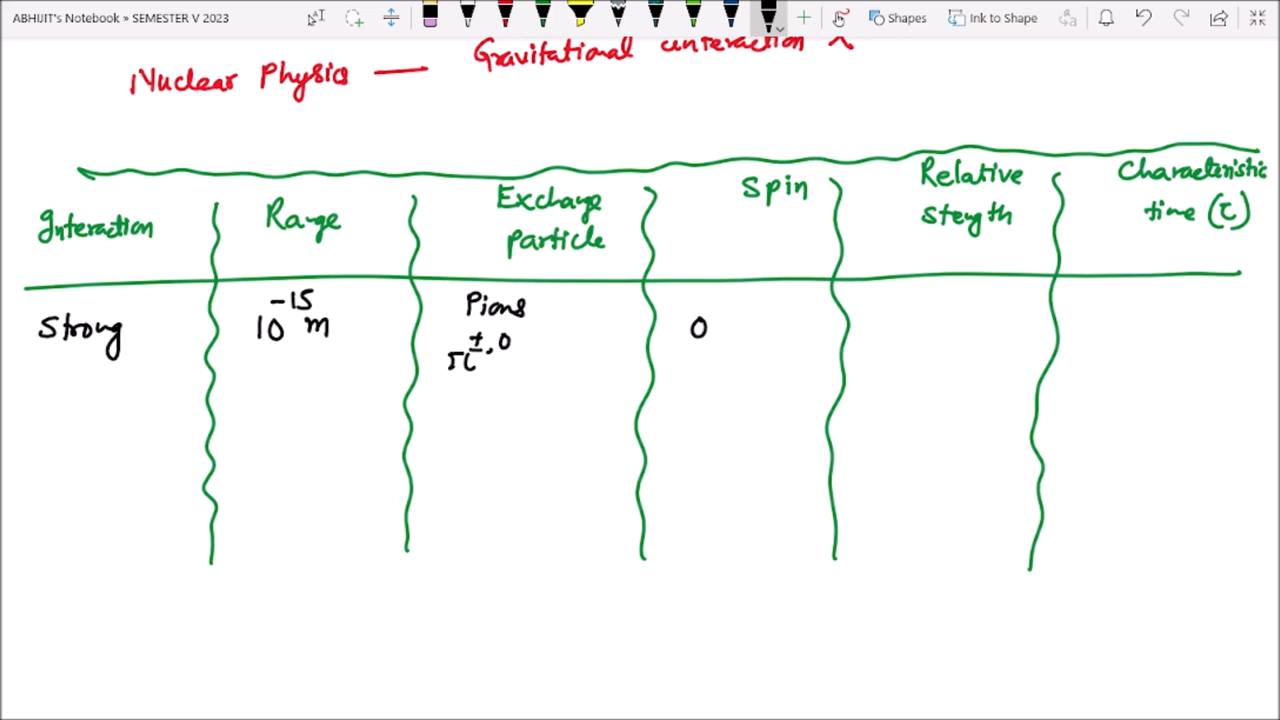 ABHIJIT's Notebook » SEMESTER V 2023
Shapes
Ink to Shape
Gravitational interaction X
Nuclear Physics —
Interaction Range Exchange particle Spin Relative Stength Characteristic time (τ)
Strong 10⁻¹⁵ m Pions π±,0 0